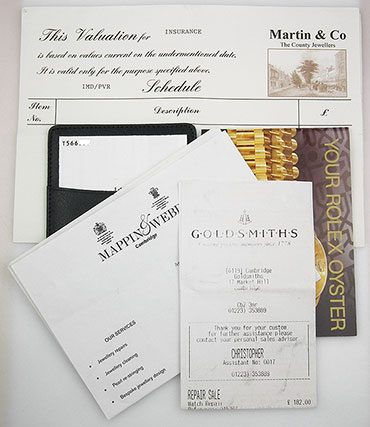 This Valuation for INSURANCE
is based on values current on the undermentioned date.
It is valid only for the purpose specified above.
IMD/PVR Schedule
Martin & Co
The County Jewellers
Item
No.
Description
£
T566...
YOUR ROLEX OYSTER
MAPPIN & WEBB
Cambridge
OUR SERVICES
• Jewellery repairs
• Jewellery cleaning
• Pearl re-stringing
• Bespoke jewellery design
GOLDSMITHS
Cambridge
Goldsmiths
Market Hill
Cambridge
CB2 3NR
(01223) 353889
Thank you for your custom
for further assistance please
contact your personal sales advisor
CHRISTOPHER
Assistant No: 0017
(01223) 353889
REPAIR SALE
Watch Repair
£ 182.00